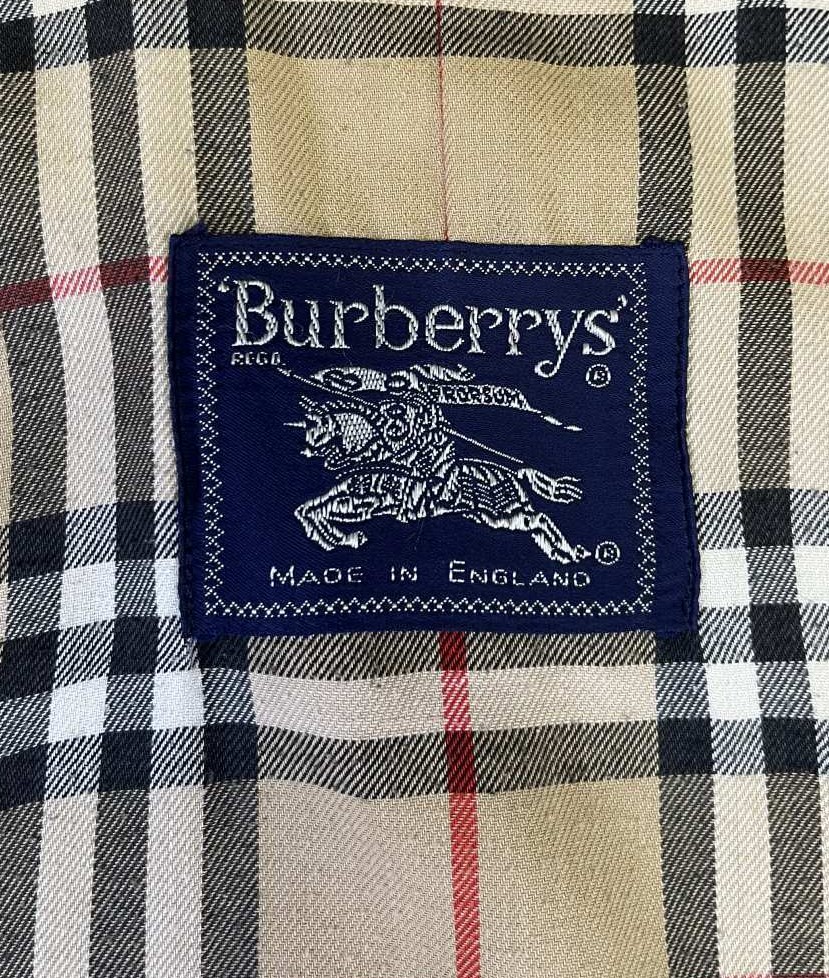 'Burberrys'
REGD.
®
PRORSUM
®
MADE IN ENGLAND